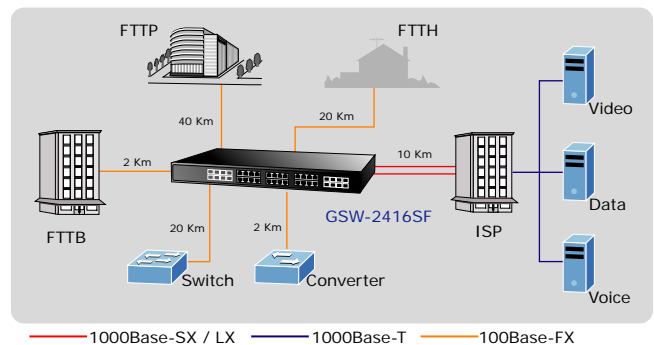 FTTP
FTTH
Video
40 Km
20 Km
2 Km
10 Km
FTTB
GSW-2416SF
ISP
Data
20 Km
2 Km
Switch
Converter
Voice
1000Base-SX / LX
1000Base-T
100Base-FX